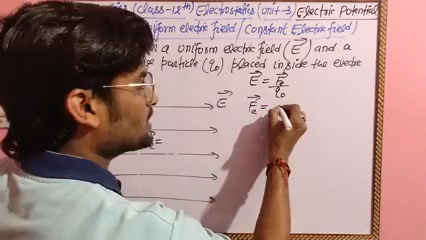 (Class-12th) Electrostatics (unit-3) Electric Potential
niform electric field / Constant Electric field)
a uniform electric field (E⃗) and a
particle (q₀) placed inside the electric
E⃗ = F⃗e/q₀
E⃗
F⃗e =
=